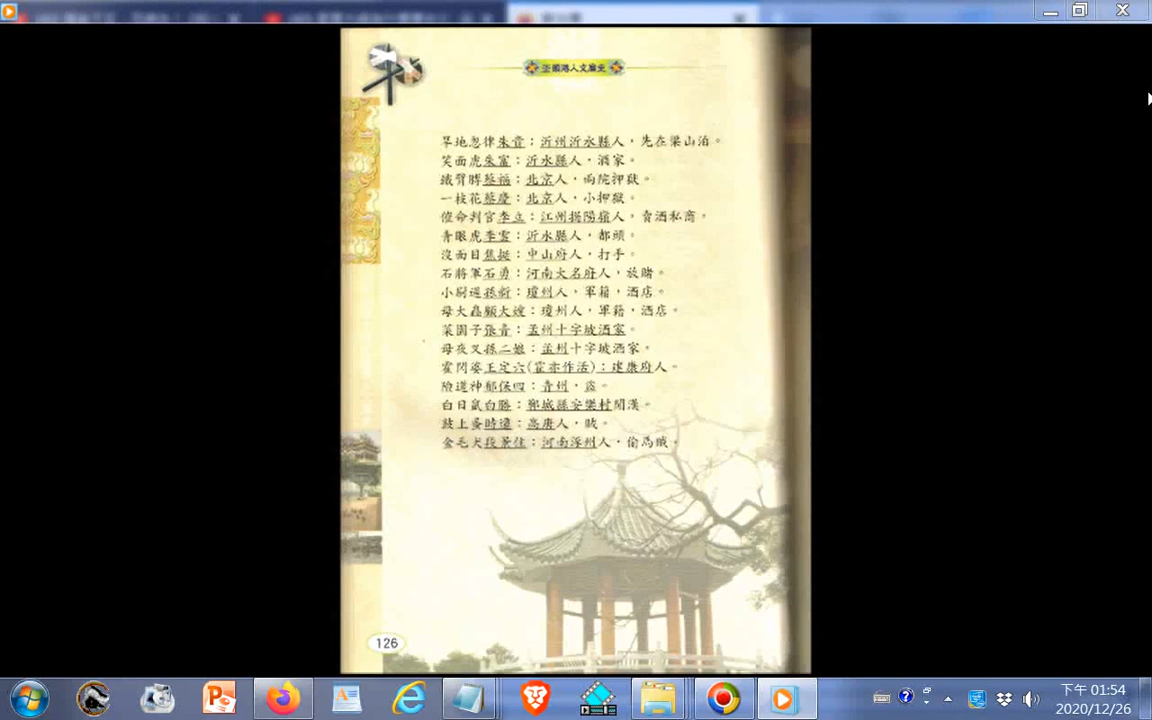 茄萣鄉人文歷史
旱地忽律朱貴：沂州沂水縣人，先在梁山泊。
笑面虎朱富：沂水縣人，酒家。
鐵臂膊蔡福：北京人，兩院押獄。
一枝花蔡慶：北京人，小押獄。
催命判官李立：江州揭陽嶺人，賣酒私商。
青眼虎李雲：沂水縣人，都頭。
沒面目焦挺：中山府人，打手。
石將軍石勇：河南大名府人，放賭。
小尉遲孫新：瓊州人，軍籍，酒店。
母大蟲顧大嫂：瓊州人，軍籍，酒店。
菜園子張青：孟州十字坡酒家。
母夜叉孫二娘：孟州十字坡酒家。
霍閃婆王定六(霍亦作活)：建康府人。
險道神郁保四：青州，盜。
白日鼠白勝：鄆城縣安樂村閒漢。
鼓上蚤時遷：高唐人，賊。
金毛犬段景住：河南涿州人，偷馬賊。
126
下午 01:54
2020/12/26